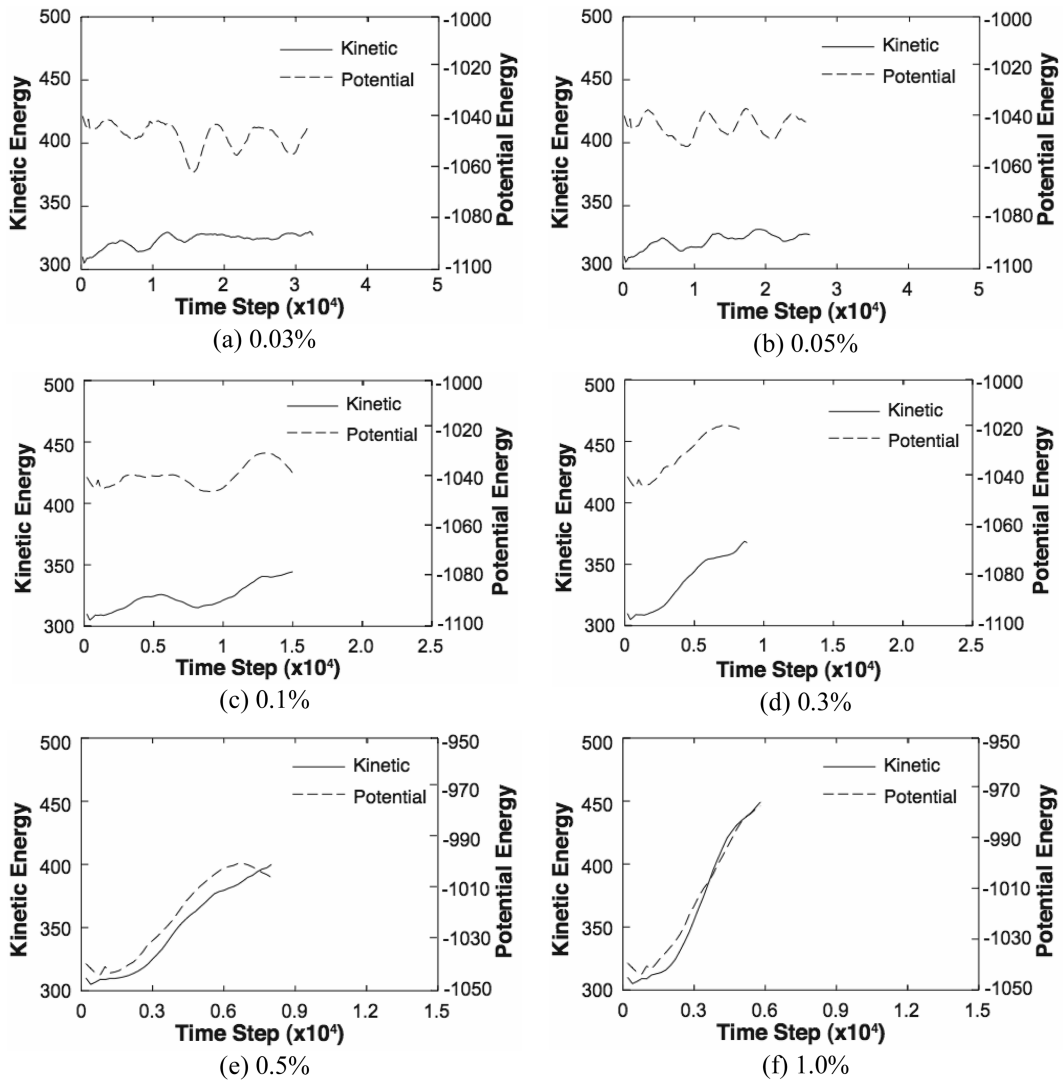 500
450
400
350
300
Kinetic Energy
-1000
-1020
-1040
-1060
-1080
-1100
Potential Energy
Kinetic
Potential
0 1 2 3 4 5
Time Step (x10⁴)
(a) 0.03%
500
450
400
350
300
Kinetic Energy
-1000
-1020
-1040
-1060
-1080
-1100
Potential Energy
Kinetic
Potential
0 1 2 3 4 5
Time Step (x10⁴)
(b) 0.05%
500
450
400
350
300
Kinetic Energy
-1000
-1020
-1040
-1060
-1080
-1100
Potential Energy
Kinetic
Potential
0 0.5 1 1.5 2.0 2.5
Time Step (x10⁴)
(c) 0.1%
500
450
400
350
300
Kinetic Energy
-1000
-1020
-1040
-1060
-1080
-1100
Potential Energy
Kinetic
Potential
0 1 1 2.0 2.5
Time Step (x10⁴)
(d) 0.3%
500
450
400
350
300
Kinetic Energy
-950
-970
-990
-1010
-1030
-1050
Potential Energy
Kinetic
Potential
0 0.3 0.6 0.9 1.2 1.5
Time Step (x10⁴)
(e) 0.5%
500
450
400
350
300
Kinetic Energy
-950
-970
-990
-1010
-1030
-1050
Potential Energy
Kinetic
Potential
0 0.3 0.6 0.9 1.2 1.5
Time Step (x10⁴)
(f) 1.0%